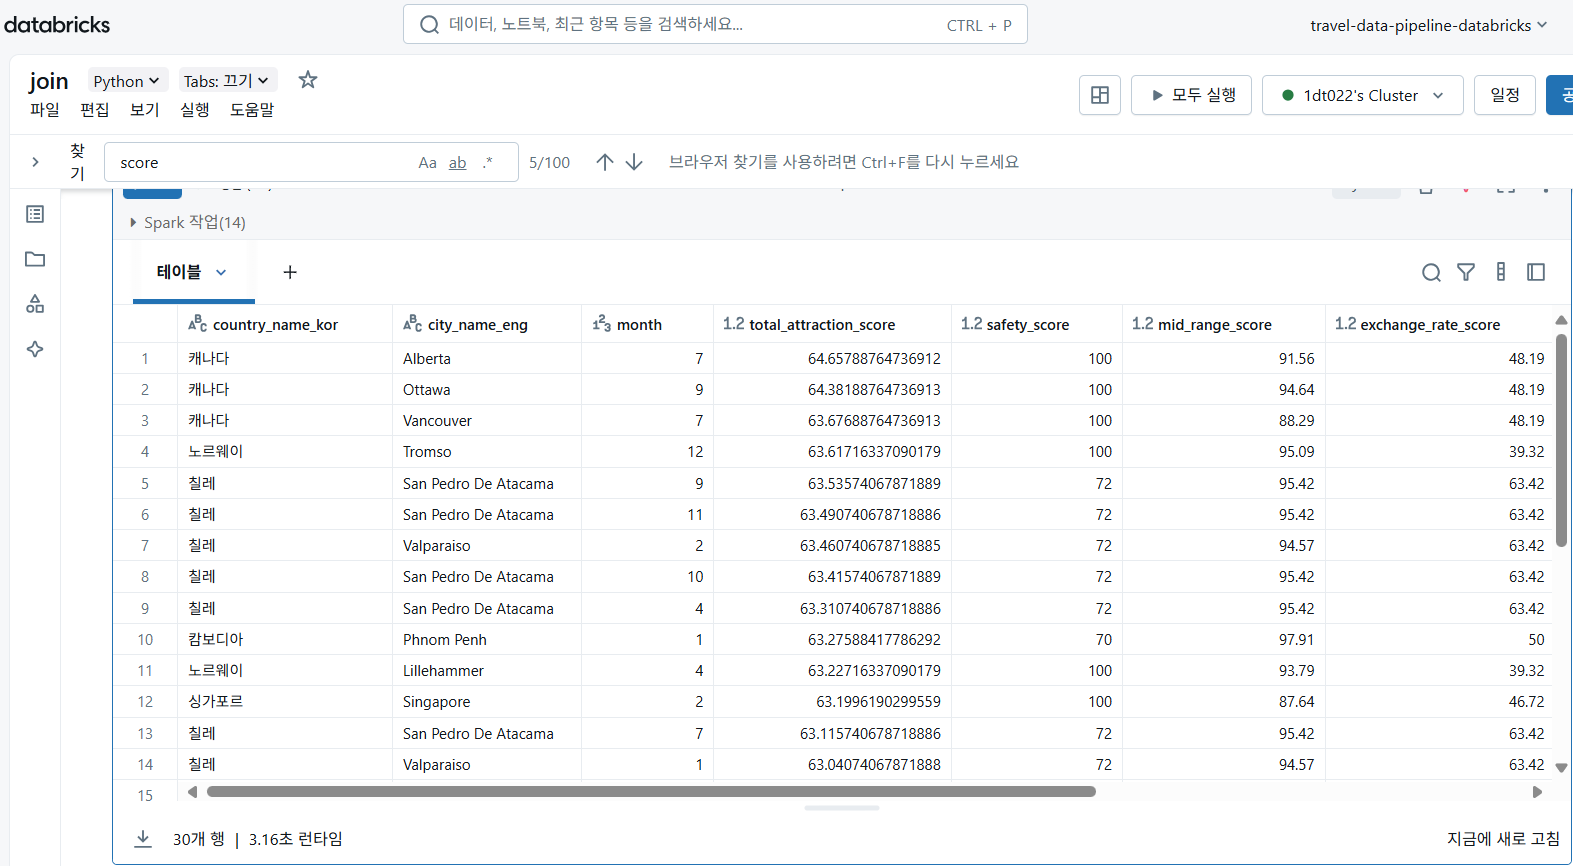 databricks
데이터, 노트북, 최근 항목 등을 검색하세요... CTRL + P
travel-data-pipeline-databricks
join Python Tabs: 끄기
파일 편집 보기 실행 도움말
모두 실행 1dt022's Cluster 일정
찾기 score Aa ab .* 5/100 브라우저 찾기를 사용하려면 Ctrl+F를 다시 누르세요
Spark 작업(14)
테이블 +
country_name_kor city_name_eng month total_attraction_score safety_score mid_range_score exchange_rate_score
1 캐나다 Alberta 7 64.65788764736912 100 91.56 48.19
2 캐나다 Ottawa 9 64.38188764736913 100 94.64 48.19
3 캐나다 Vancouver 7 63.67688764736913 100 88.29 48.19
4 노르웨이 Tromso 12 63.61716337090179 100 95.09 39.32
5 칠레 San Pedro De Atacama 9 63.53574067871889 72 95.42 63.42
6 칠레 San Pedro De Atacama 11 63.490740678718886 72 95.42 63.42
7 칠레 Valparaiso 2 63.460740678718885 72 94.57 63.42
8 칠레 San Pedro De Atacama 10 63.41574067871889 72 95.42 63.42
9 칠레 San Pedro De Atacama 4 63.310740678718886 72 95.42 63.42
10 캄보디아 Phnom Penh 1 63.27588417786292 70 97.91 50
11 노르웨이 Lillehammer 4 63.22716337090179 100 93.79 39.32
12 싱가포르 Singapore 2 63.1996190299559 100 87.64 46.72
13 칠레 San Pedro De Atacama 7 63.115740678718886 72 95.42 63.42
14 칠레 Valparaiso 1 63.04074067871888 72 94.57 63.42
15
30개 행 | 3.16초 런타임
지금에 새로 고침